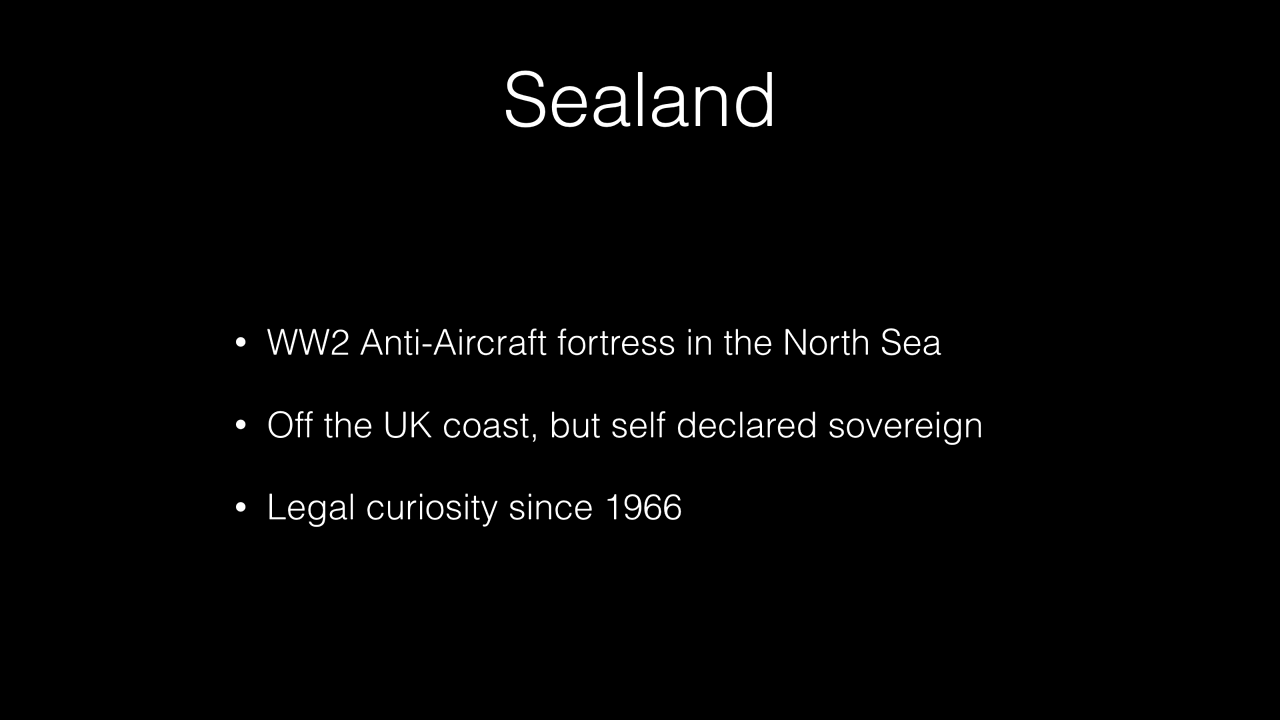 Sealand
• WW2 Anti-Aircraft fortress in the North Sea
• Off the UK coast, but self declared sovereign
• Legal curiosity since 1966